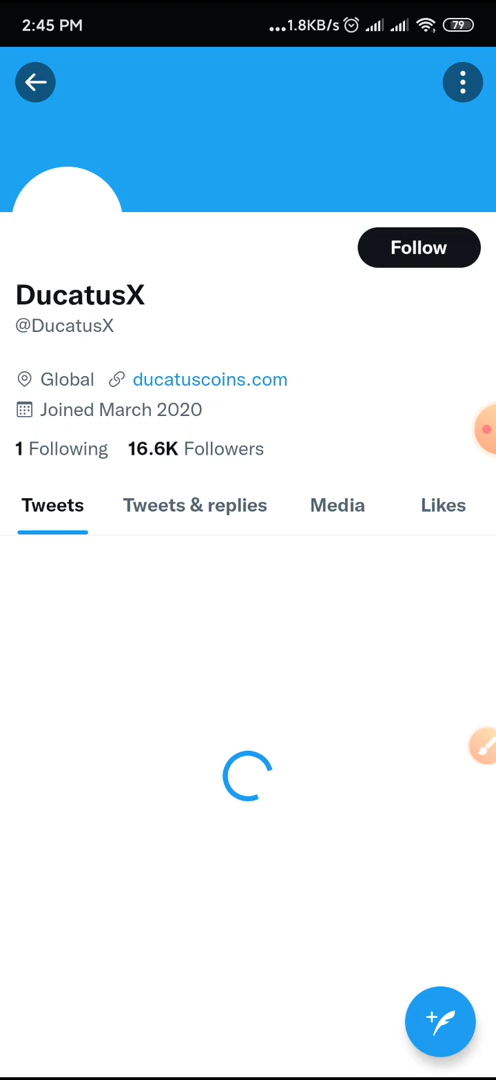 2:45 PM ...1.8KB/s 79
Follow
DucatusX
@DucatusX
Global ducatuscoins.com
Joined March 2020
1 Following 16.6K Followers
Tweets Tweets & replies Media Likes